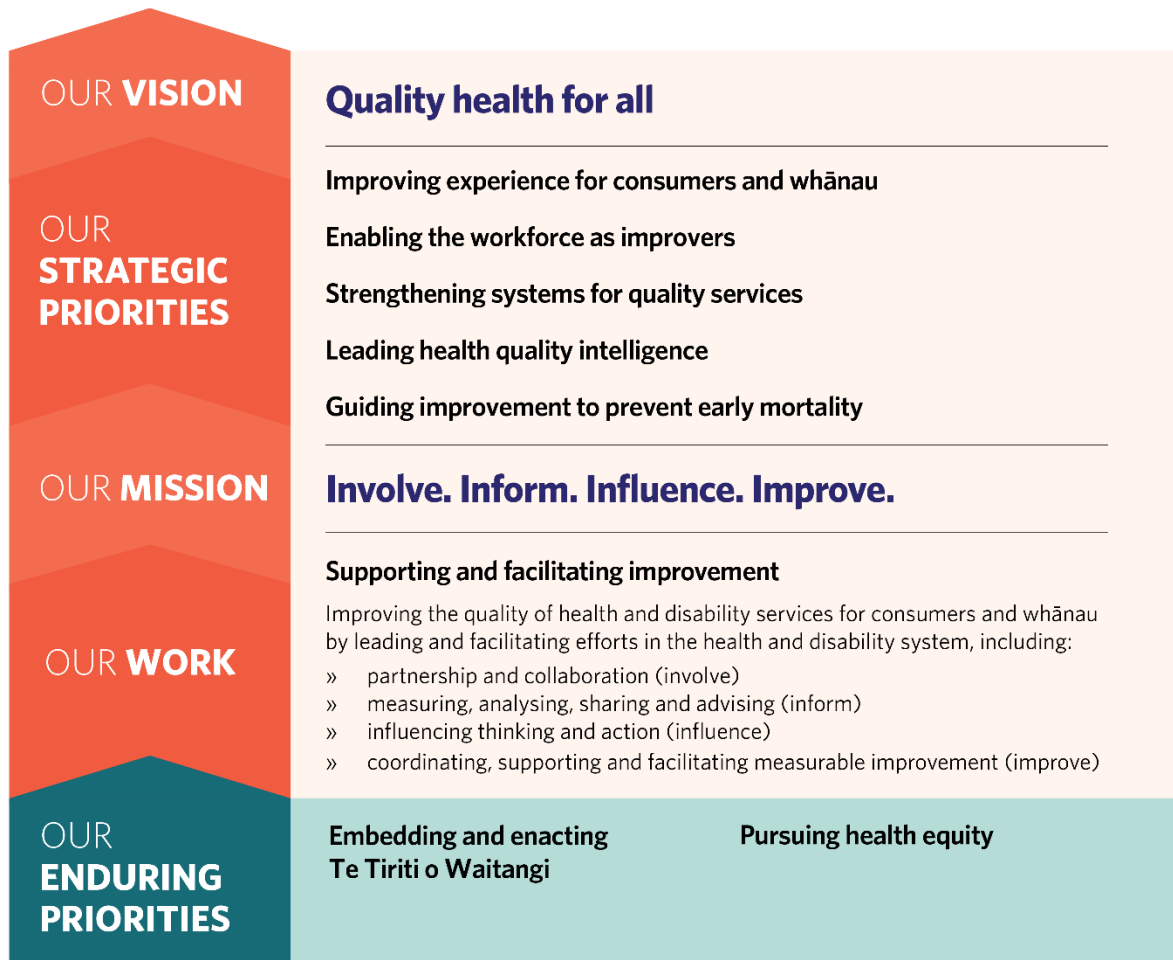 OUR VISION
Quality health for all
OUR
STRATEGIC
PRIORITIES
Improving experience for consumers and whānau
Enabling the workforce as improvers
Strengthening systems for quality services
Leading health quality intelligence
Guiding improvement to prevent early mortality
OUR MISSION
Involve. Inform. Influence. Improve.
OUR WORK
Supporting and facilitating improvement
Improving the quality of health and disability services for consumers and whānau
by leading and facilitating efforts in the health and disability system, including:
» partnership and collaboration (involve)
» measuring, analysing, sharing and advising (inform)
» influencing thinking and action (influence)
» coordinating, supporting and facilitating measurable improvement (improve)
OUR
ENDURING
PRIORITIES
Embedding and enacting
Te Tiriti o Waitangi
Pursuing health equity